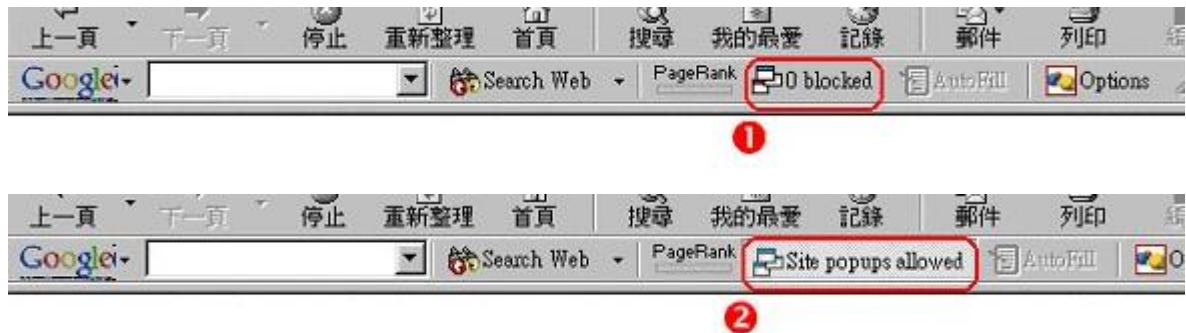 上一頁 下一頁 停止 重新整理 首頁 搜尋 我的最愛 記錄 郵件 列印
Google Search Web PageRank 0 blocked AutoFill Options
1
上一頁 下一頁 停止 重新整理 首頁 搜尋 我的最愛 記錄 郵件 列印
Google Search Web PageRank Site popups allowed AutoFill O
2